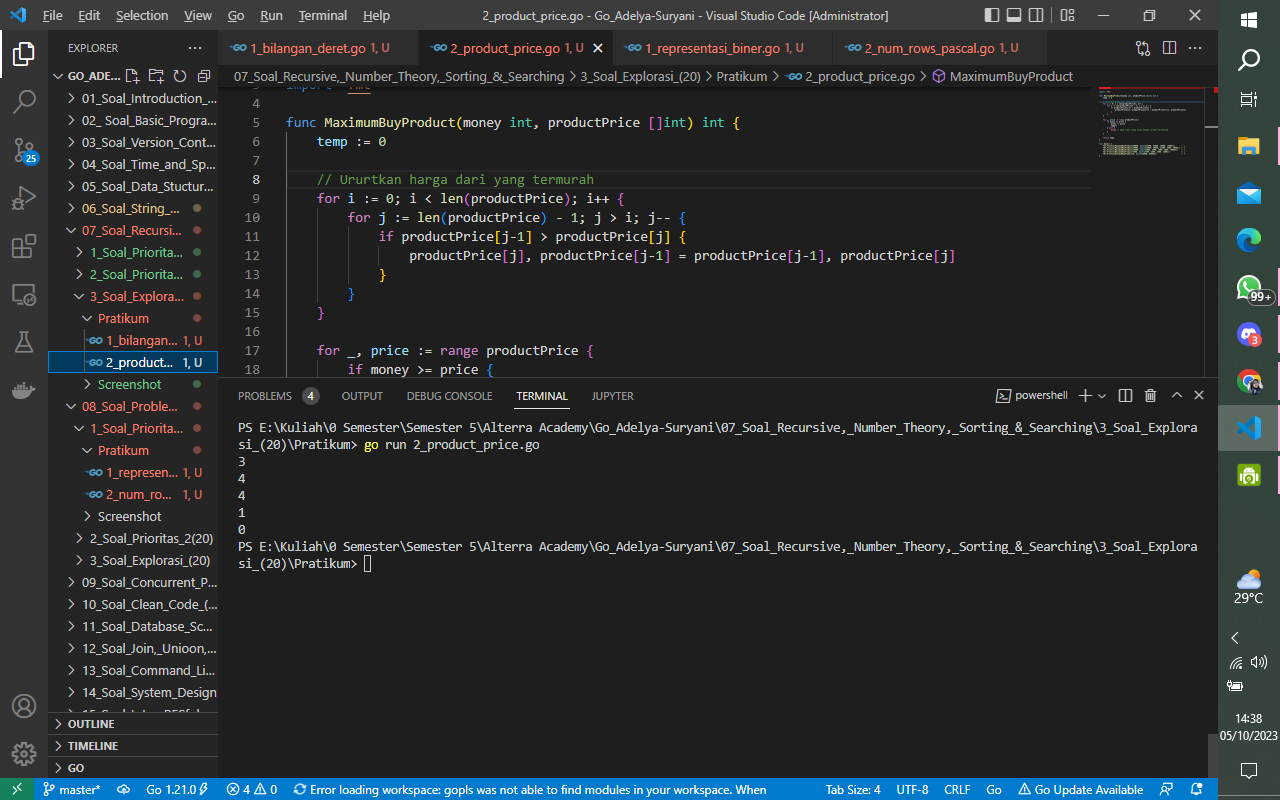 File Edit Selection View Go Run Terminal Help
2_product_price.go - Go_Adelya-Suryani - Visual Studio Code [Administrator]
EXPLORER
GO_ADE...
01_Soal_Introduction_...
02_ Soal_Basic_Progra...
03_Soal_Version_Cont...
04_Soal_Time_and_Sp...
05_Soal_Data_Stuctur...
06_Soal_String_...
07_Soal_Recursi...
1_Soal_Priorita...
2_Soal_Priorita...
3_Soal_Explora...
Pratikum
1_bilangan... 1, U
2_product... 1, U
Screenshot
08_Soal_Proble...
1_Soal_Priorita...
Pratikum
1_represen... 1, U
2_num_ro... 1, U
Screenshot
2_Soal_Prioritas_2(20)
3_Soal_Explorasi_(20)
09_Soal_Concurrent_P...
10_Soal_Clean_Code_(...
11_Soal_Database_Sc...
12_Soal_Join,_Unioon,...
13_Soal_Command_Li...
14_Soal_System_Design
OUTLINE
TIMELINE
GO
25
1_bilangan_deret.go 1, U
2_product_price.go 1, U
1_representasi_biner.go 1, U
2_num_rows_pascal.go 1, U
07_Soal_Recursive,_Number_Theory,_Sorting_&_Searching > 3_Soal_Explorasi_(20) > Pratikum > 2_product_price.go > MaximumBuyProduct
4
5 func MaximumBuyProduct(money int, productPrice []int) int {
6 temp := 0
7
8 // Ururtkan harga dari yang termurah
9 for i := 0; i < len(productPrice); i++ {
10 for j := len(productPrice) - 1; j > i; j-- {
11 if productPrice[j-1] > productPrice[j] {
12 productPrice[j], productPrice[j-1] = productPrice[j-1], productPrice[j]
13 }
14 }
15 }
16
17 for _, price := range productPrice {
18 if money >= price {
PROBLEMS 4 OUTPUT DEBUG CONSOLE TERMINAL JUPYTER
powershell
PS E:\Kuliah\0 Semester\Semester 5\Alterra Academy\Go_Adelya-Suryani\07_Soal_Recursive,_Number_Theory,_Sorting_&_Searching\3_Soal_Explora
si_(20)\Pratikum> go run 2_product_price.go
3
4
4
1
0
PS E:\Kuliah\0 Semester\Semester 5\Alterra Academy\Go_Adelya-Suryani\07_Soal_Recursive,_Number_Theory,_Sorting_&_Searching\3_Soal_Explora
si_(20)\Pratikum>
master* Go 1.21.0 4 0 Error loading workspace: gopls was not able to find modules in your workspace. When
Tab Size: 4 UTF-8 CRLF Go Go Update Available
99+
3
29°C
14:38
05/10/2023